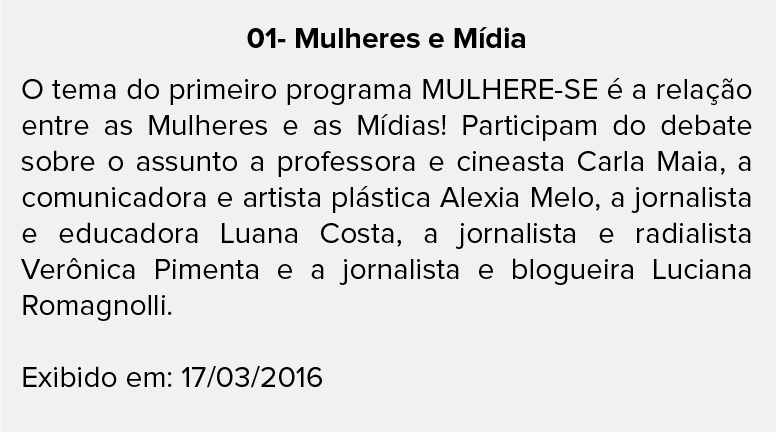 01- Mulheres e Mídia
O tema do primeiro programa MULHERE-SE é a relação
entre as Mulheres e as Mídias! Participam do debate
sobre o assunto a professora e cineasta Carla Maia, a
comunicadora e artista plástica Alexia Melo, a jornalista
e educadora Luana Costa, a jornalista e radialista
Verônica Pimenta e a jornalista e blogueira Luciana
Romagnolli.
Exibido em: 17/03/2016